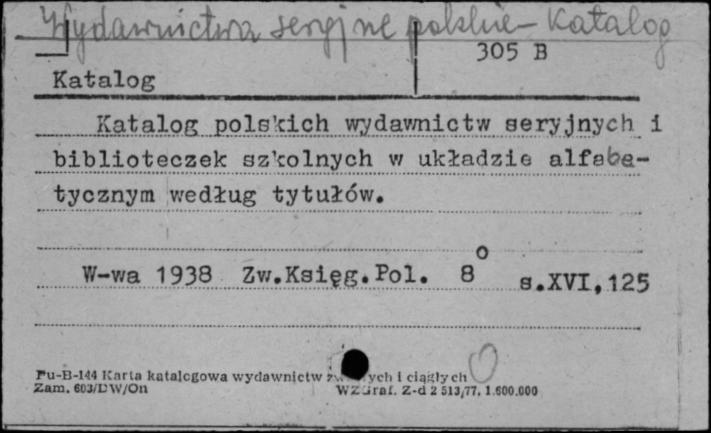 Wydawnictwa seryjne polskie - Katalog
305 B
Katalog
Katalog polskich wydawnictw seryjnych i
biblioteczek szkolnych w układzie alfabe-
tycznym według tytułów.
W-wa 1938 Zw.Księg.Pol. 8° s.XVI,125
Pu-B-144 Karta katalogowa wydawnictw i ciągłych
Zam. 603/DW/On WZGraf. Z-d 2 513/77. 1.600.000